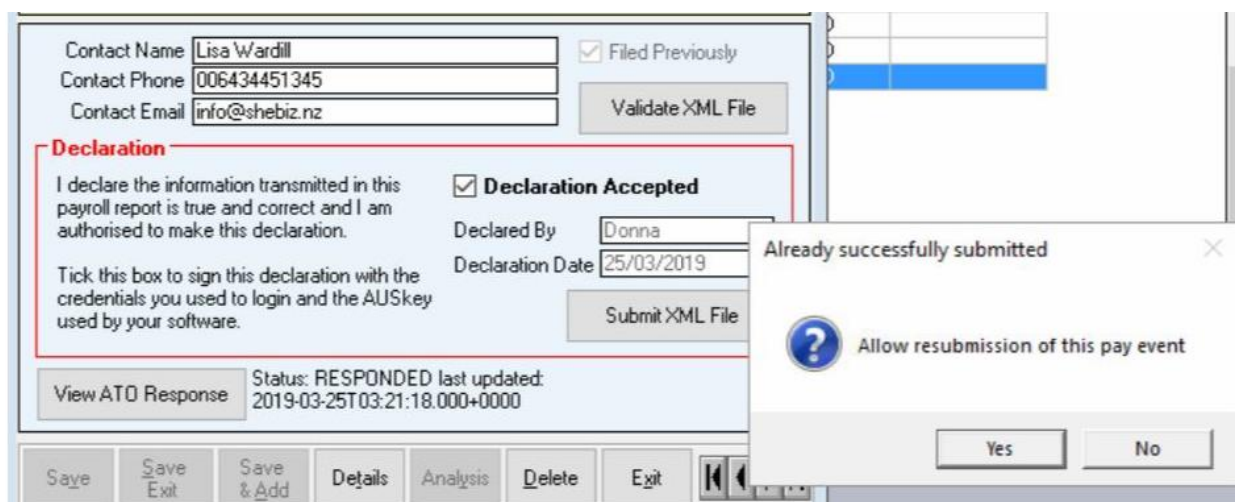 Contact Name Lisa Wardill
Filed Previously
Contact Phone 006434451345
Contact Email info@shebiz.nz
Validate XML File
Declaration
I declare the information transmitted in this
payroll report is true and correct and I am
authorised to make this declaration.
Tick this box to sign this declaration with the
credentials you used to login and the AUSkey
used by your software.
Declaration Accepted
Declared By Donna
Declaration Date 25/03/2019
Submit XML File
View ATO Response
Status: RESPONDED last updated:
2019-03-25T03:21:18.000+0000
Save
Save
Exit
Save
& Add
Details
Analysis
Delete
Exit
Already successfully submitted
Allow resubmission of this pay event
Yes
No